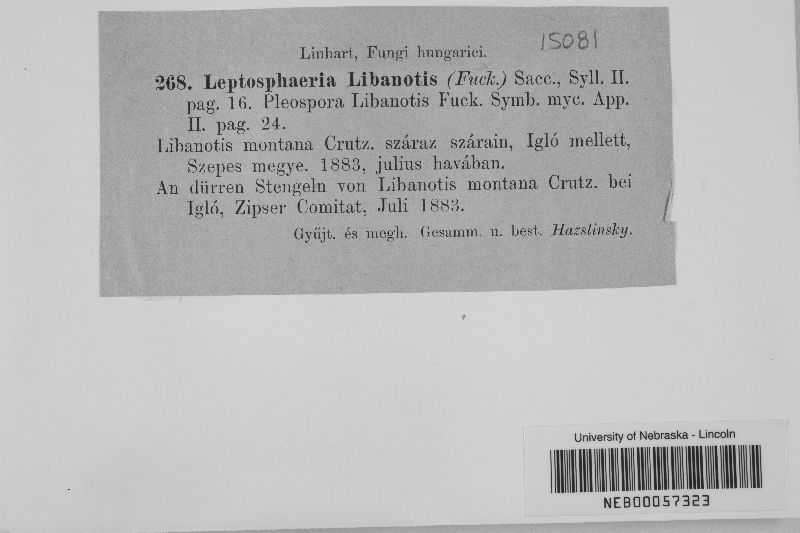 15081
Linhart, Fungi hungarici.
268. Leptosphaeria Libanotis (Fuck.) Sacc., Syll. II.
pag. 16. Pleospora Libanotis Fuck. Symb. myc. App.
II. pag. 24.
Libanotis montana Crutz. száraz szárain, Igló mellett,
Szepes megye. 1883, julius havában.
An dürren Stengeln von Libanotis montana Crutz. bei
Igló, Zipser Comitat, Juli 1883.
Gyűjt. és megh. Gesamm. u. best. Hazslinsky.
University of Nebraska - Lincoln
NEB00057323